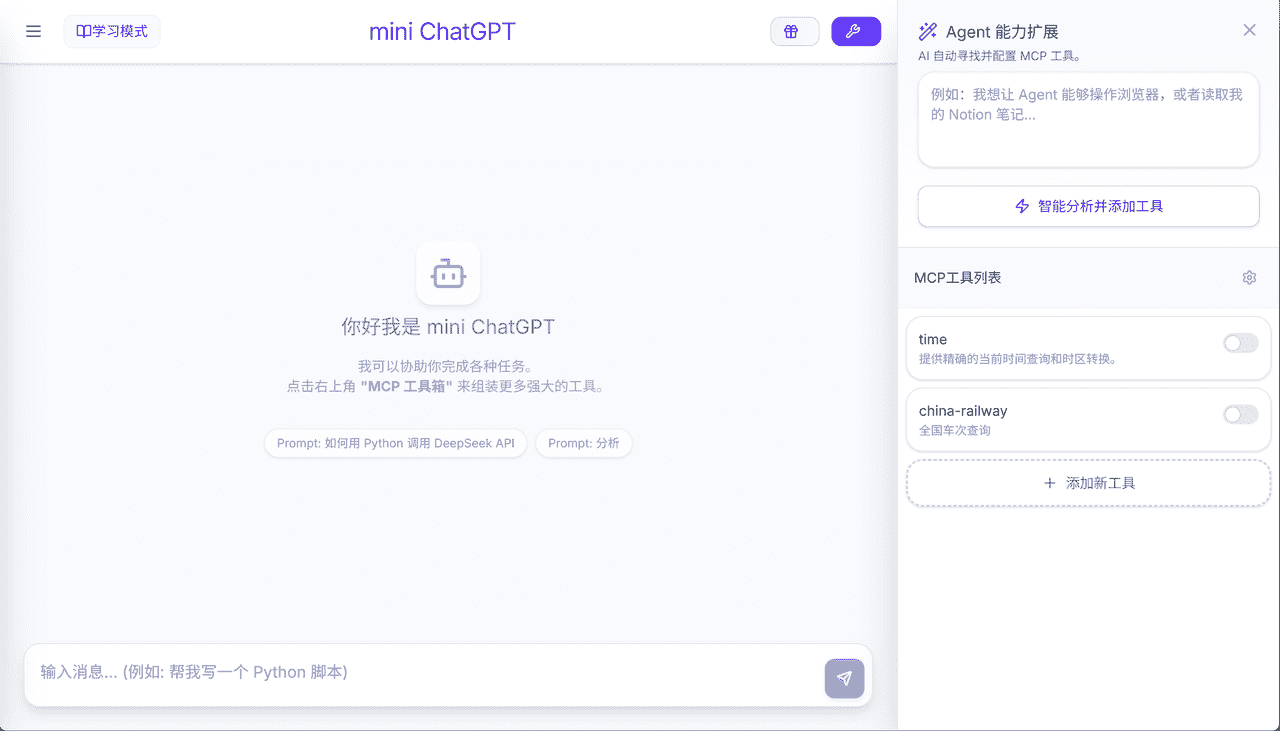 学习模式
mini ChatGPT
你好我是 mini ChatGPT
我可以协助你完成各种任务。
点击右上角 "MCP 工具箱" 来组装更多强大的工具。
Prompt: 如何用 Python 调用 DeepSeek API
Prompt: 分析
输入消息... (例如: 帮我写一个 Python 脚本)
Agent 能力扩展
AI 自动寻找并配置 MCP 工具。
例如：我想让 Agent 能够操作浏览器，或者读取我
的 Notion 笔记...
智能分析并添加工具
MCP工具列表
time
提供精确的当前时间查询和时区转换。
china-railway
全国车次查询
添加新工具